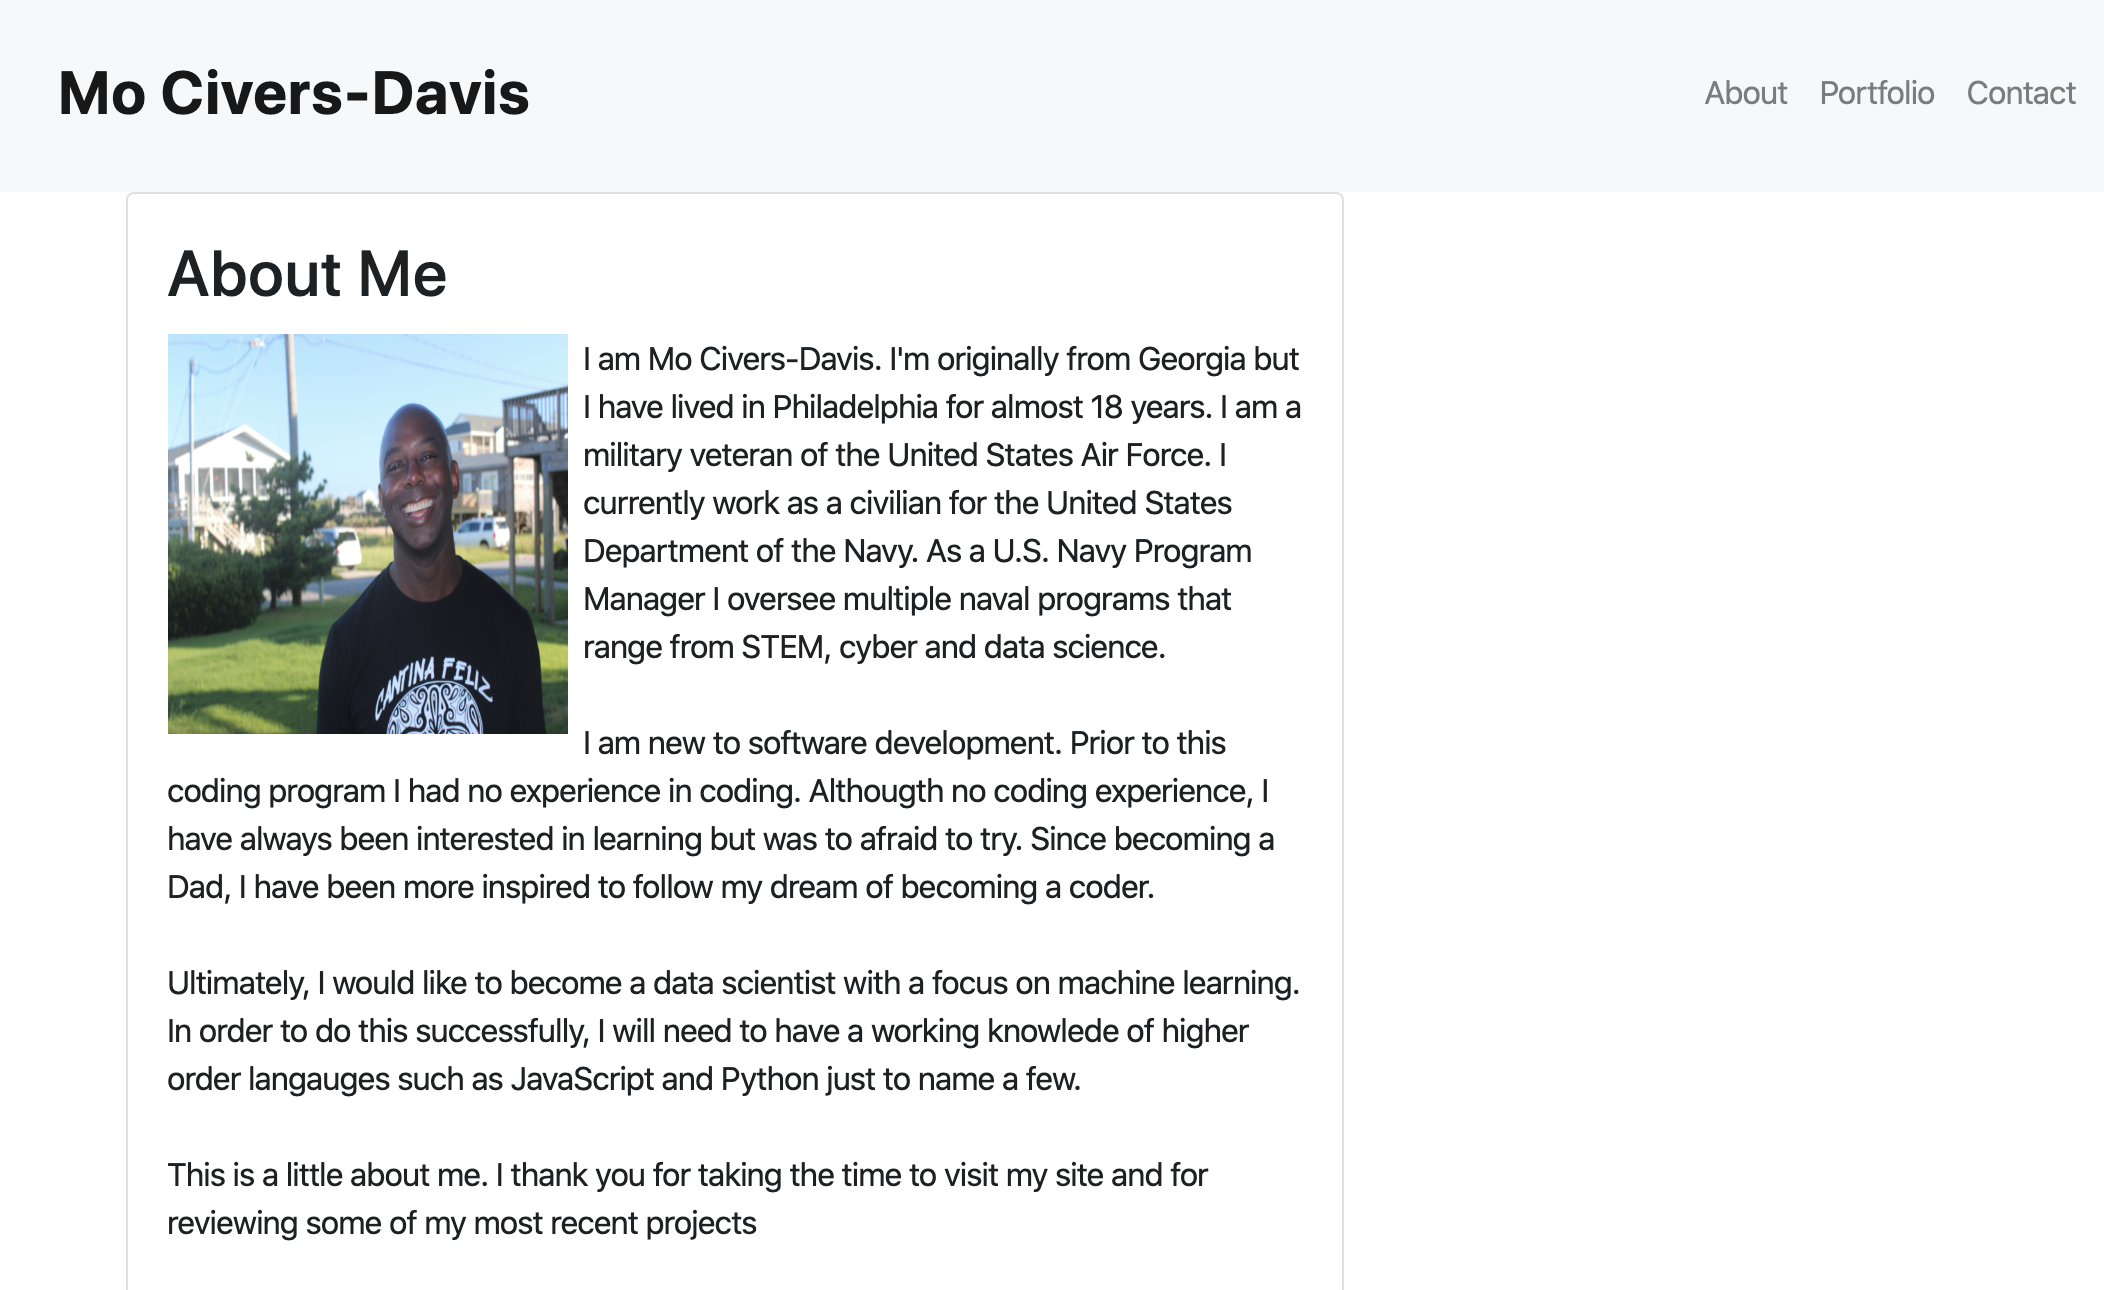 Mo Civers-Davis
About Portfolio Contact
About Me
I am Mo Civers-Davis. I'm originally from Georgia but
I have lived in Philadelphia for almost 18 years. I am a
military veteran of the United States Air Force. I
currently work as a civilian for the United States
Department of the Navy. As a U.S. Navy Program
Manager I oversee multiple naval programs that
range from STEM, cyber and data science.
CANTINA FELIZ
I am new to software development. Prior to this
coding program I had no experience in coding. Althougth no coding experience, I
have always been interested in learning but was to afraid to try. Since becoming a
Dad, I have been more inspired to follow my dream of becoming a coder.
Ultimately, I would like to become a data scientist with a focus on machine learning.
In order to do this successfully, I will need to have a working knowlede of higher
order langauges such as JavaScript and Python just to name a few.
This is a little about me. I thank you for taking the time to visit my site and for
reviewing some of my most recent projects